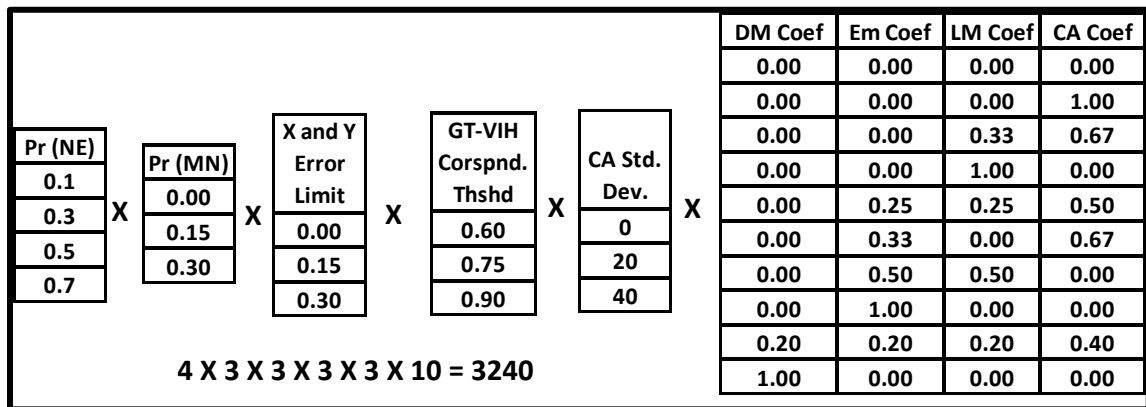 Pr (NE)
0.1
0.3
0.5
0.7
X
Pr (MN)
0.00
0.15
0.30
X
X and Y
Error
Limit
0.00
0.15
0.30
X
GT-VIH
Corspnd.
Thshd
0.60
0.75
0.90
X
CA Std.
Dev.
0
20
40
X
DM Coef Em Coef LM Coef CA Coef
0.00 0.00 0.00 0.00
0.00 0.00 0.00 1.00
0.00 0.00 0.33 0.67
0.00 0.00 1.00 0.00
0.00 0.25 0.25 0.50
0.00 0.33 0.00 0.67
0.00 0.50 0.50 0.00
0.00 1.00 0.00 0.00
0.20 0.20 0.20 0.40
1.00 0.00 0.00 0.00
4 X 3 X 3 X 3 X 3 X 10 = 3240